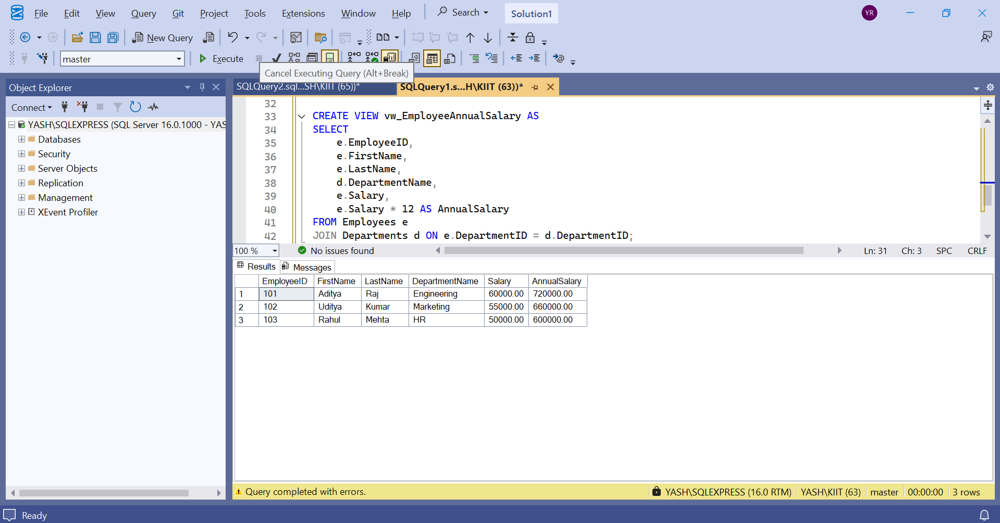 File Edit View Query Git Project Tools Extensions Window Help Search Solution1 YR
New Query
master Execute
Cancel Executing Query (Alt+Break)
Object Explorer
SQLQuery2.sql...SH\KIIT (65))* SQLQuery1.s...H\KIIT (63))*
Connect
YASH\SQLEXPRESS (SQL Server 16.0.1000 - YAS
Databases
Security
Server Objects
Replication
Management
XEvent Profiler
32
33 CREATE VIEW vw_EmployeeAnnualSalary AS
34 SELECT
35 e.EmployeeID,
36 e.FirstName,
37 e.LastName,
38 d.DepartmentName,
39 e.Salary,
40 e.Salary * 12 AS AnnualSalary
41 FROM Employees e
42 JOIN Departments d ON e.DepartmentID = d.DepartmentID;
100 % No issues found Ln: 31 Ch: 3 SPC CRLF
Results Messages
EmployeeID FirstName LastName DepartmentName Salary AnnualSalary
1 101 Aditya Raj Engineering 60000.00 720000.00
2 102 Uditya Kumar Marketing 55000.00 660000.00
3 103 Rahul Mehta HR 50000.00 600000.00
Query completed with errors. YASH\SQLEXPRESS (16.0 RTM) YASH\KIIT (63) master 00:00:00 3 rows
Ready